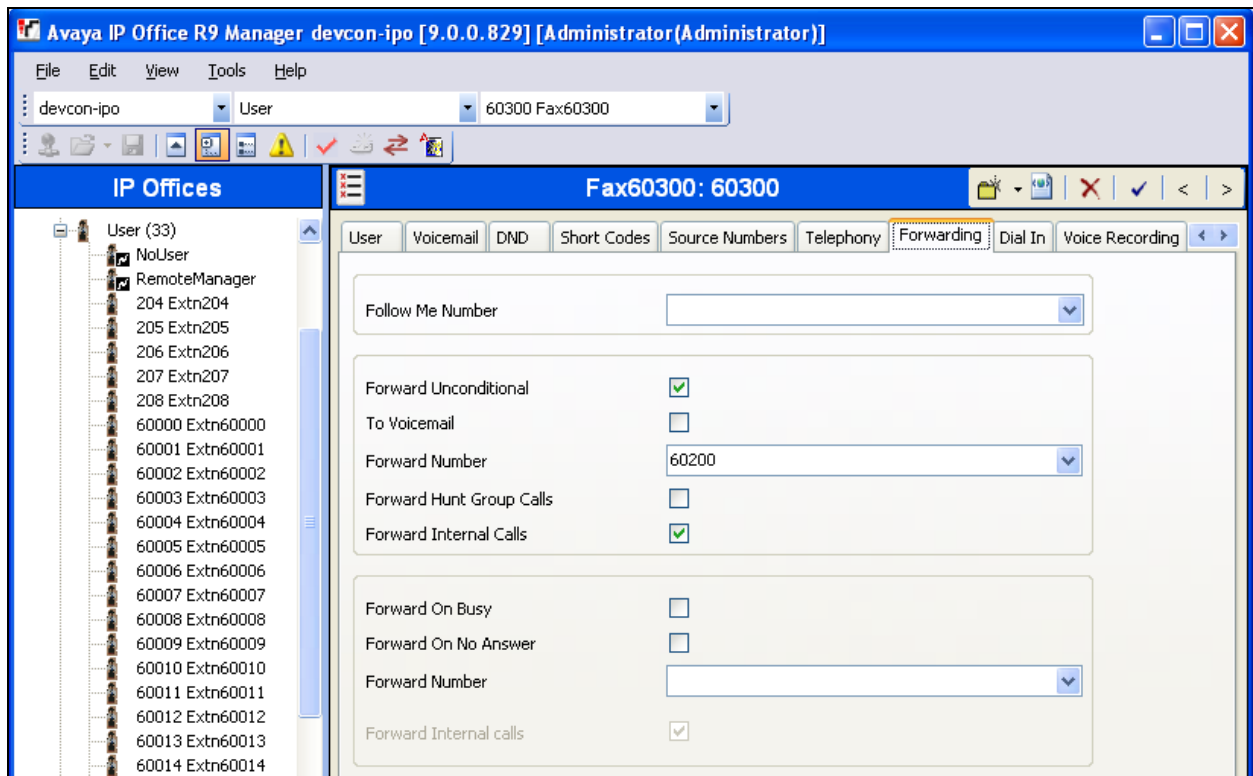 Avaya IP Office R9 Manager devcon-ipo [9.0.0.829] [Administrator(Administrator)]
File Edit View Tools Help
devcon-ipo User 60300 Fax60300
IP Offices
Fax60300: 60300
User (33)
NoUser
RemoteManager
204 Extn204
205 Extn205
206 Extn206
207 Extn207
208 Extn208
60000 Extn60000
60001 Extn60001
60002 Extn60002
60003 Extn60003
60004 Extn60004
60005 Extn60005
60006 Extn60006
60007 Extn60007
60008 Extn60008
60009 Extn60009
60010 Extn60010
60011 Extn60011
60012 Extn60012
60013 Extn60013
60014 Extn60014
User Voicemail DND Short Codes Source Numbers Telephony Forwarding Dial In Voice Recording
Follow Me Number
Forward Unconditional
To Voicemail
Forward Number 60200
Forward Hunt Group Calls
Forward Internal Calls
Forward On Busy
Forward On No Answer
Forward Number
Forward Internal calls